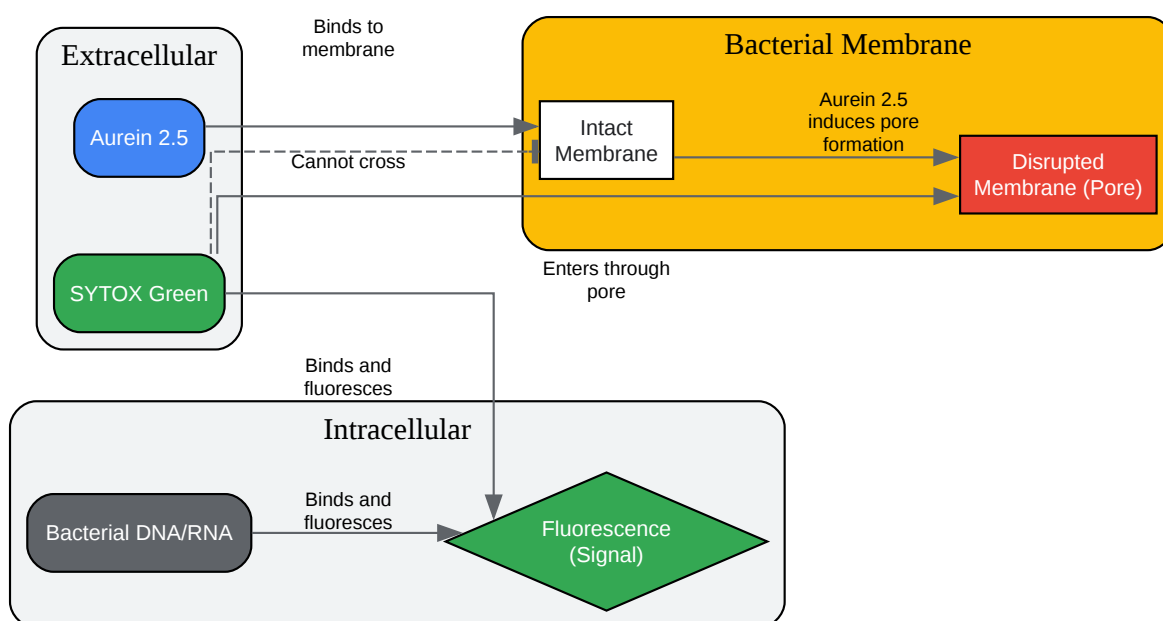 Binds to
membrane
Extracellular
Bacterial Membrane
Aurein 2.5
induces pore
formation
Aurein 2.5
Intact
Membrane
Cannot cross
Disrupted
Membrane (Pore)
Enters through
pore
SYTOX Green
Binds and
fluoresces
Intracellular
Binds and
fluoresces
Bacterial DNA/RNA
Fluorescence
(Signal)